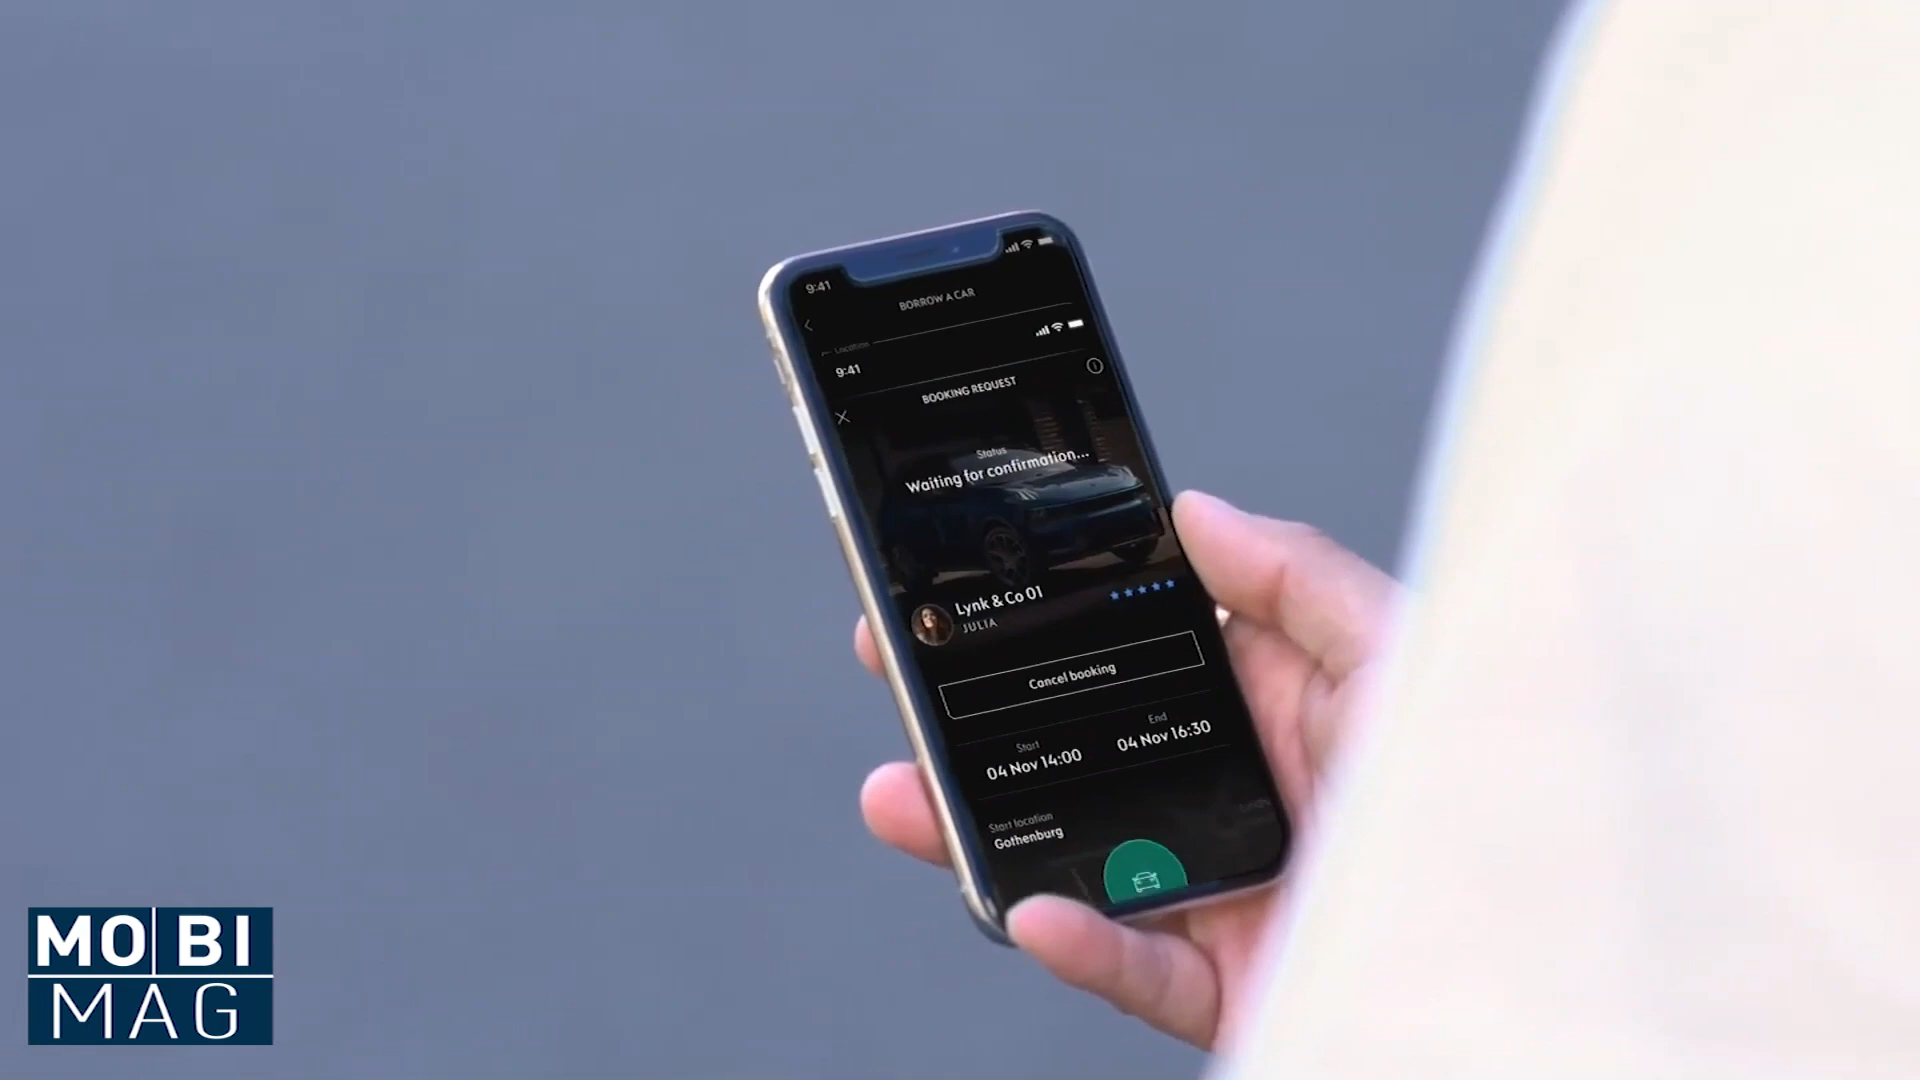 9:41
BORROW A CAR
Location
9:41
BOOKING REQUEST
Status
Waiting for confirmation...
Lynk & Co 01
JULIA
Cancel booking
Start
04 Nov 14:00
End
04 Nov 16:30
Start location
Gothenburg
MO BI
MAG